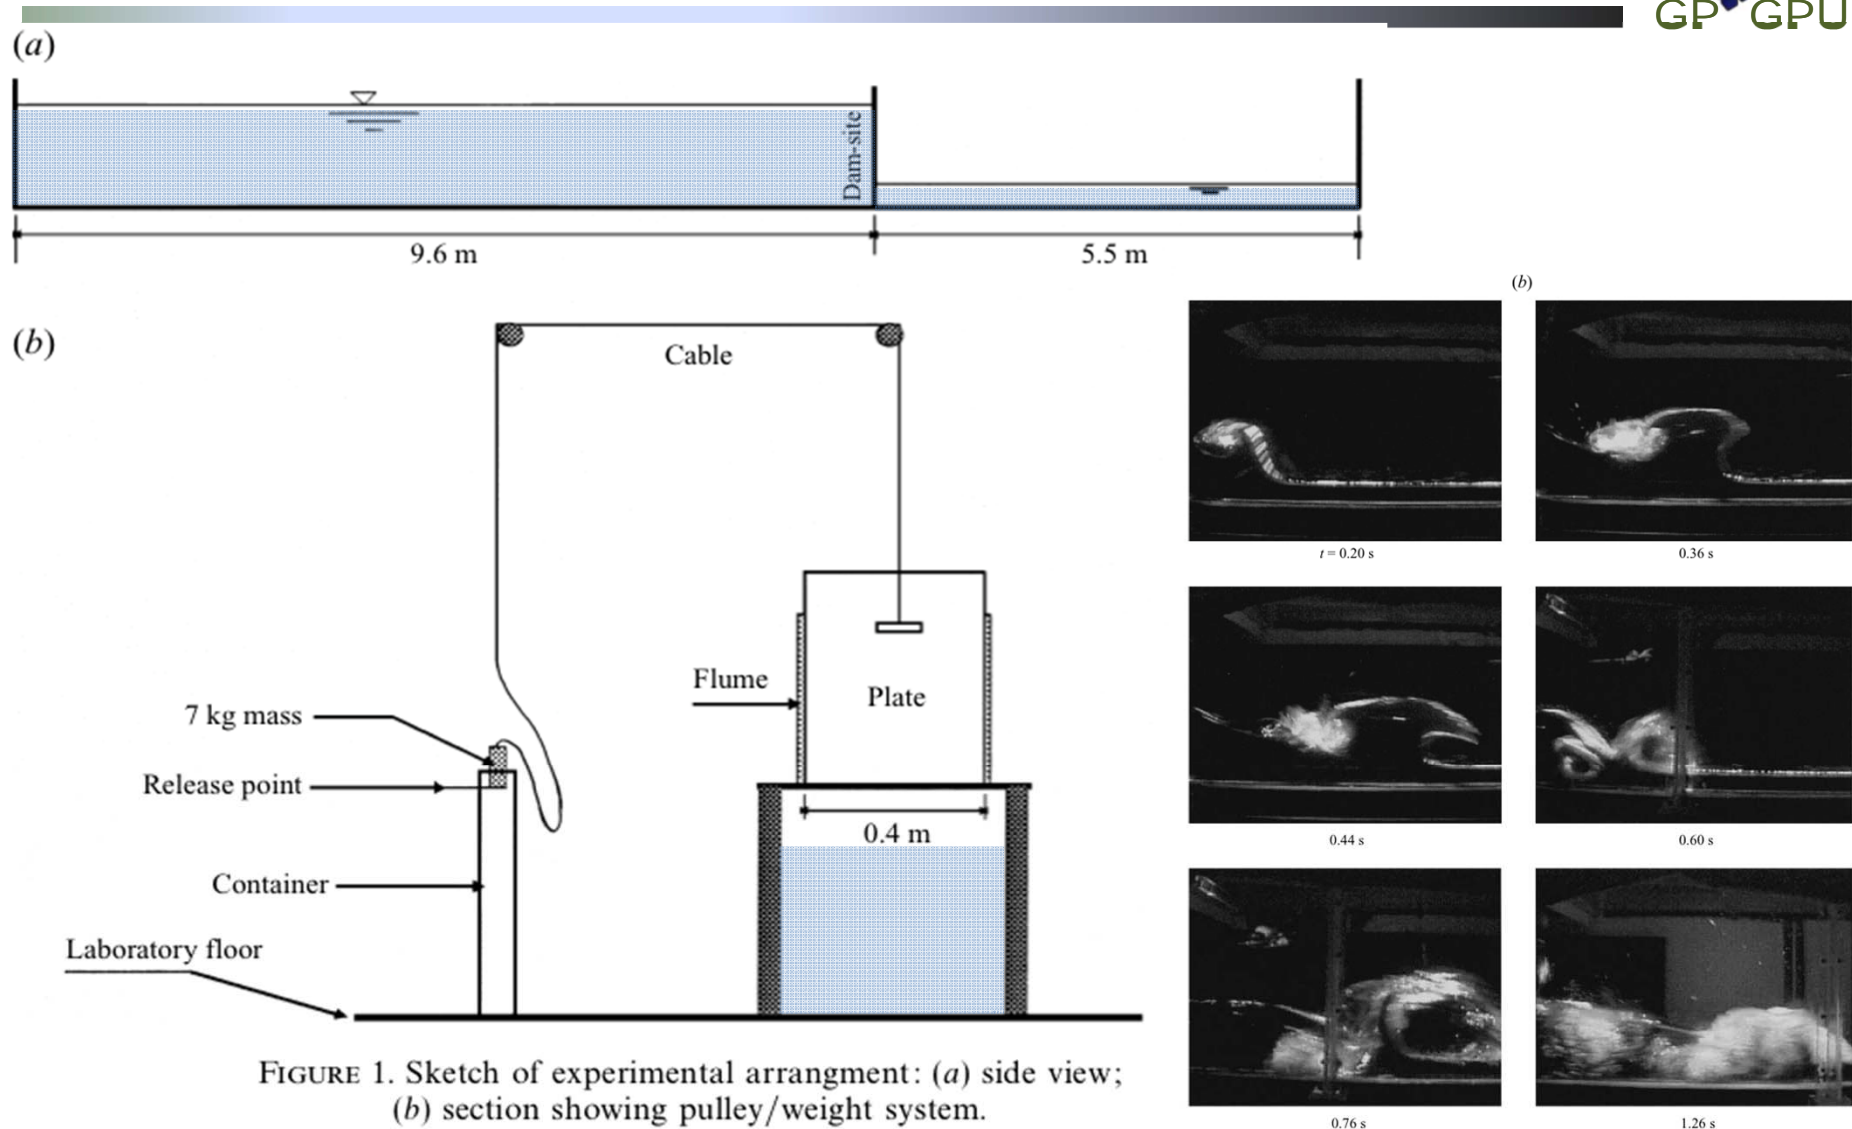 GP GPU
(a)
Dam-site
9.6 m
5.5 m
(b)
(b)
Cable
t = 0.20 s
0.36 s
Flume
Plate
7 kg mass
Release point
0.4 m
0.44 s
0.60 s
Container
Laboratory floor
FIGURE 1. Sketch of experimental arrangment: (a) side view;
(b) section showing pulley/weight system.
0.76 s
1.26 s